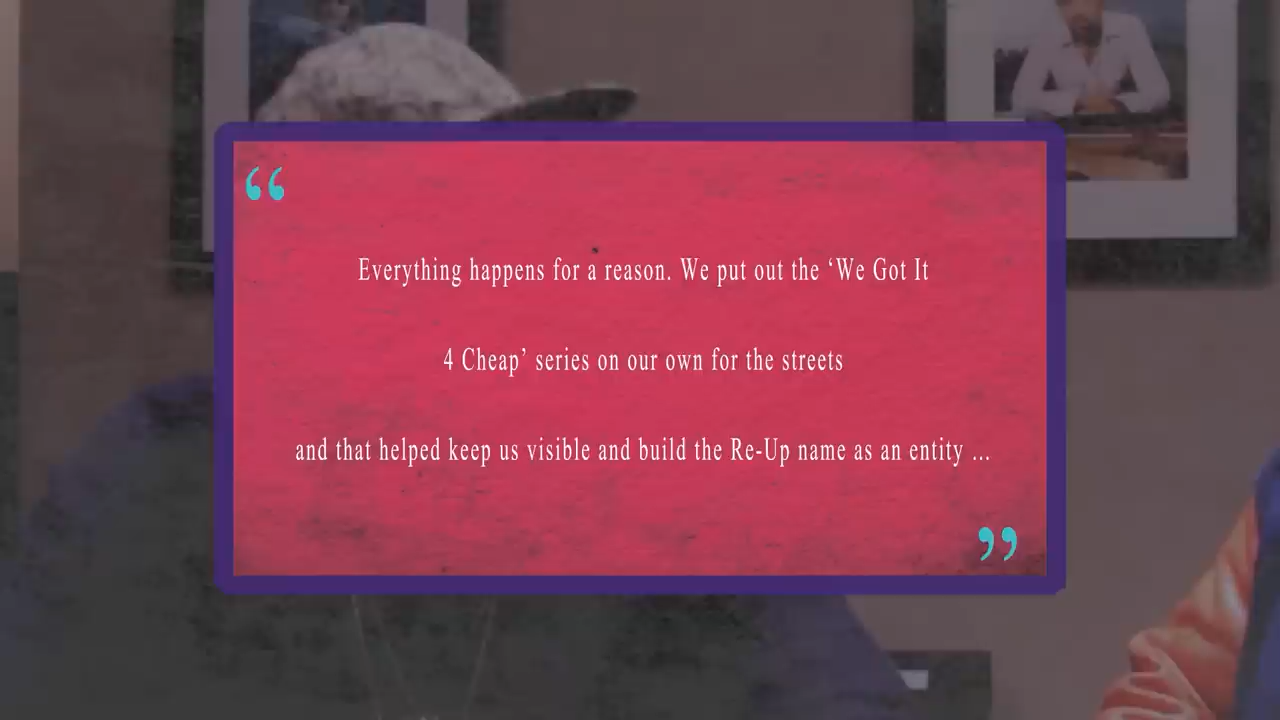 “
Everything happens for a reason. We put out the ‘We Got It
4 Cheap’ series on our own for the streets
and that helped keep us visible and build the Re-Up name as an entity ...
”